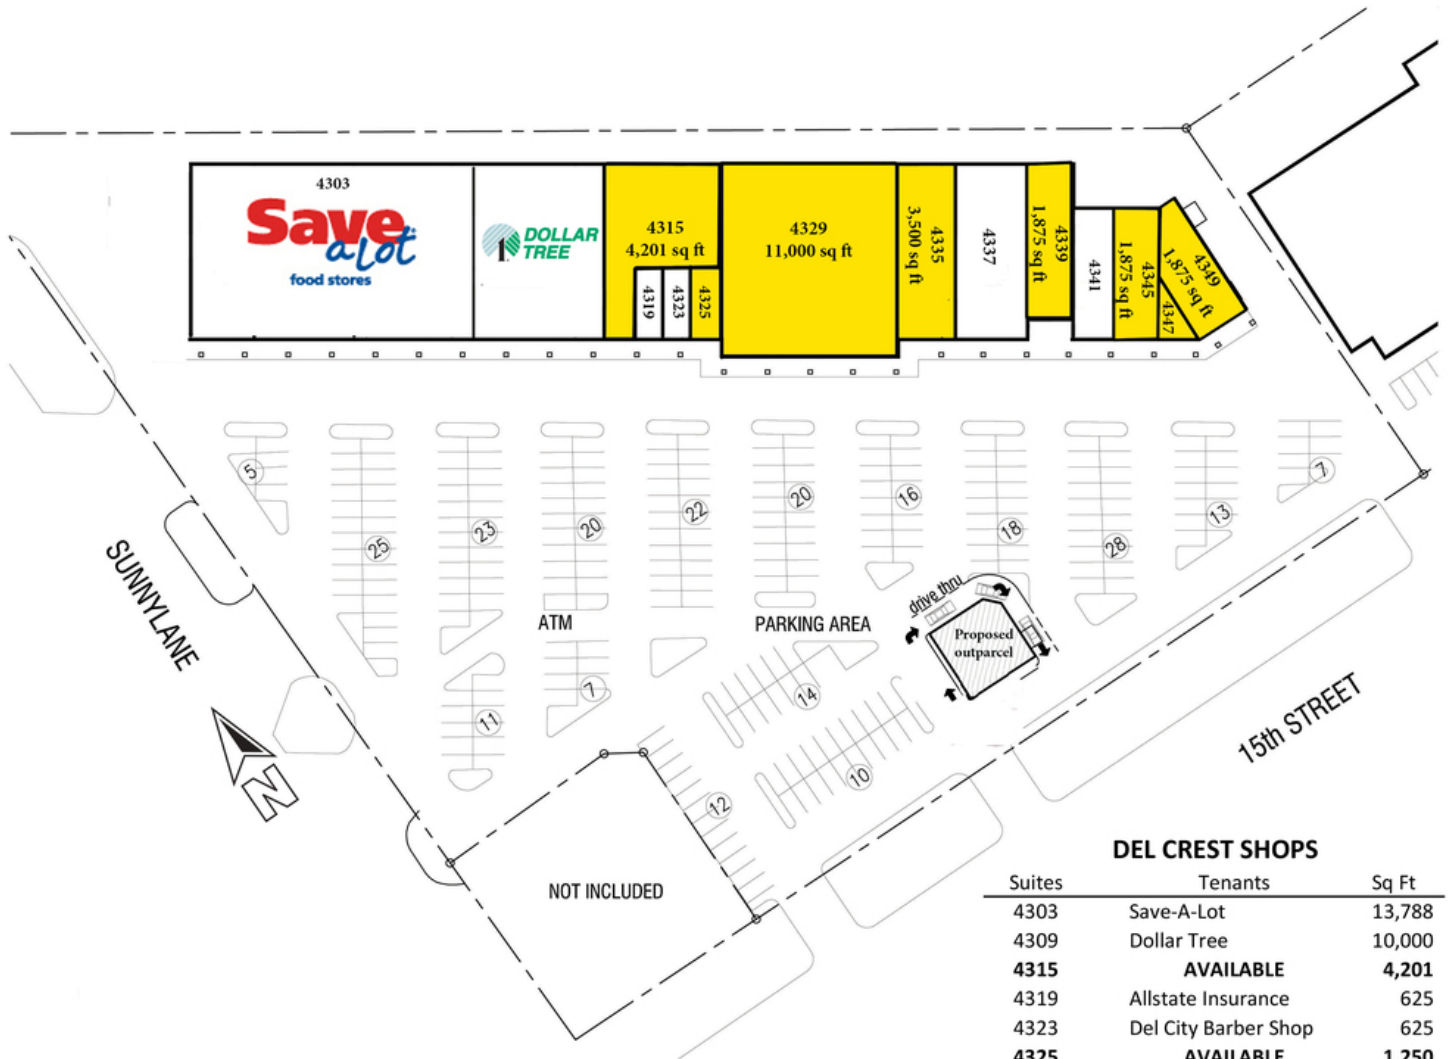 4303
Save
a Lot
food stores
DOLLAR
TREE
4315
4,201 sq ft
4319
4323
4325
4329
11,000 sq ft
4335
3,500 sq ft
4337
4339
1,875 sq ft
4341
4345
1,875 sq ft
4347
4349
1,875 sq ft
5
25
23
20
22
20
16
18
28
13
7
SUNNYLANE
ATM
PARKING AREA
drive thru
Proposed
outparcel
11
7
14
10
12
15th STREET
N
NOT INCLUDED
DEL CREST SHOPS
Suites Tenants Sq Ft
4303 Save-A-Lot 13,788
4309 Dollar Tree 10,000
4315 AVAILABLE 4,201
4319 Allstate Insurance 625
4323 Del City Barber Shop 625
4325 AVAILABLE 1,250